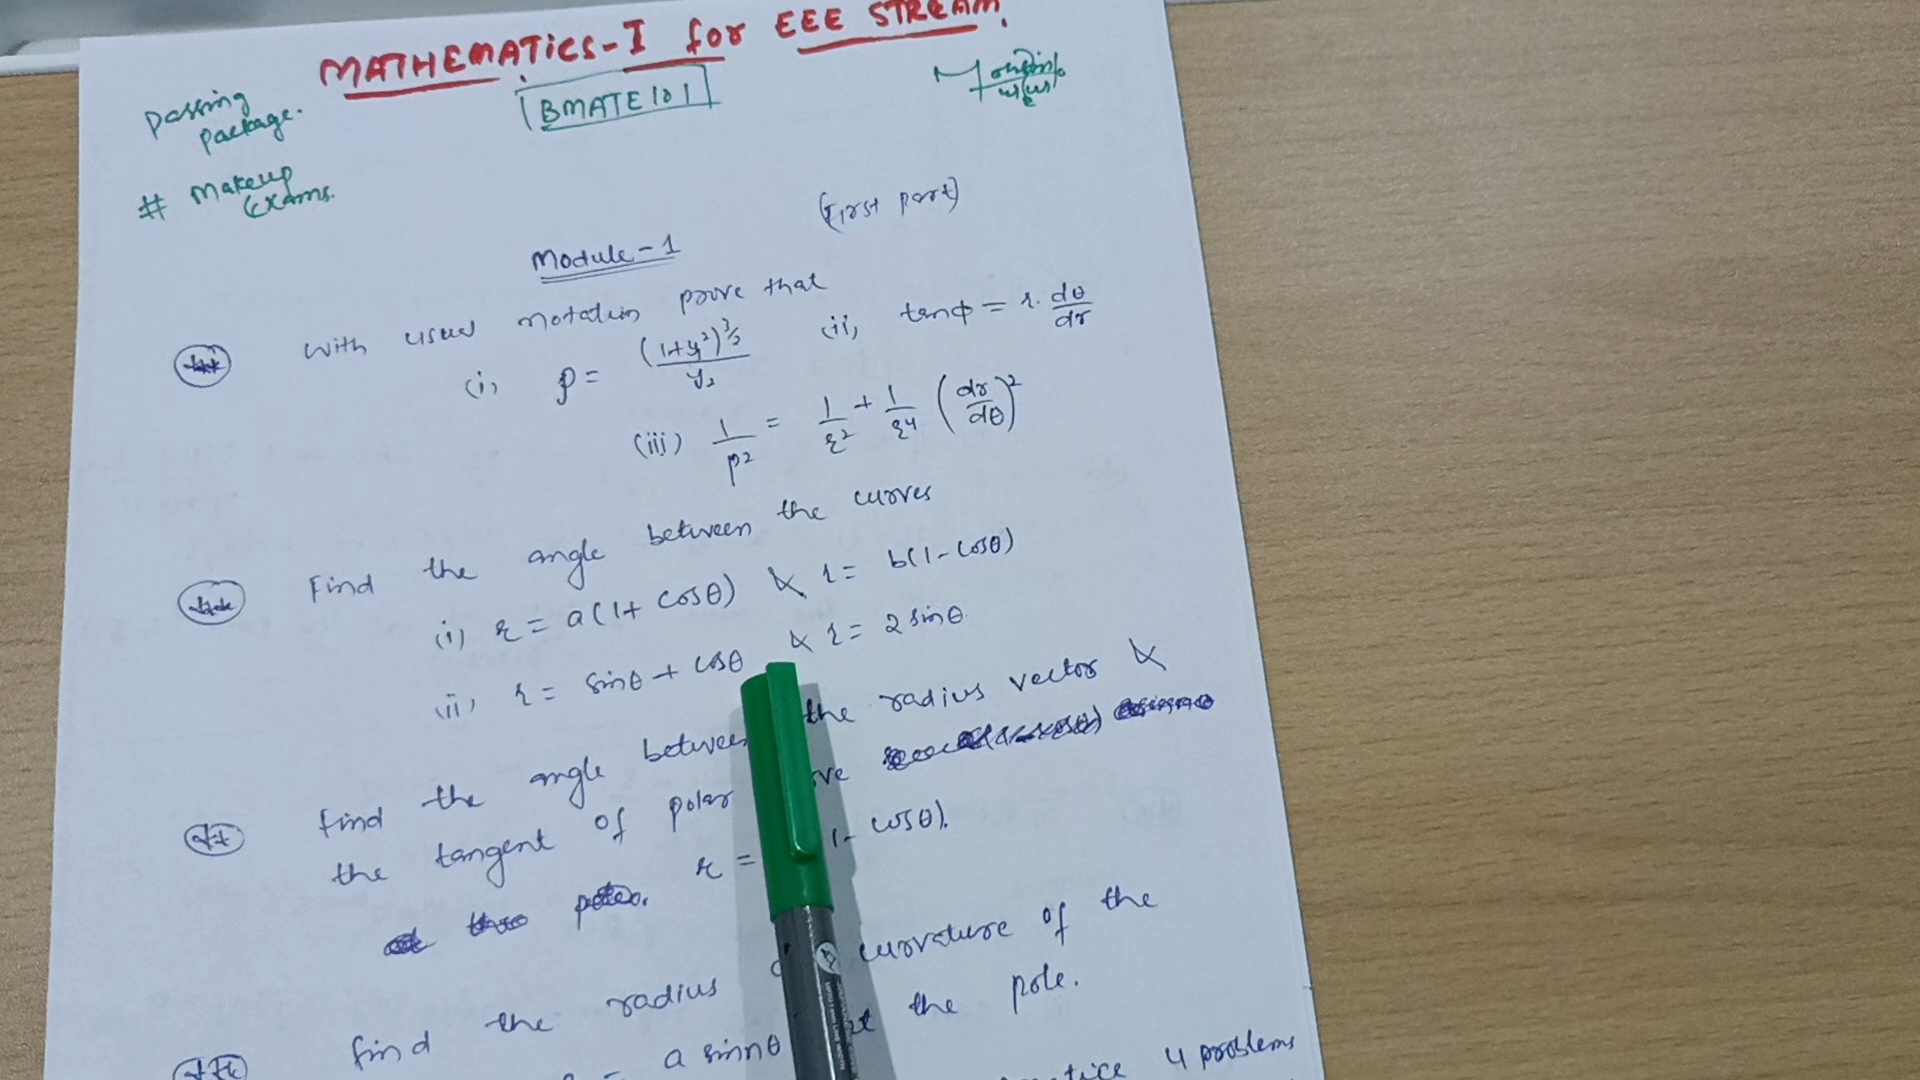 MATHEMATICS-I for EEE STREAM.
BMATE101
Passing
package.
# Makeup
Exams.
(First part)
Module-1
With usual notation prove that
(i) ρ = (1+y₁²)^3/2 / y₂ (ii) tanϕ = r. dθ/dr
(iii) 1/p² = 1/r² + 1/r⁴ (dr/dθ)²
Find the angle between the curves
(i) r = a(1+ cosθ) & r = b(1-cosθ)
(ii) r = sinθ + cosθ & r = 2 sinθ
find the angle between the radius vector &
the tangent of polar
r = 1- cosθ).
find the radius curvature of the
a sinnθ the pole.
4 problems